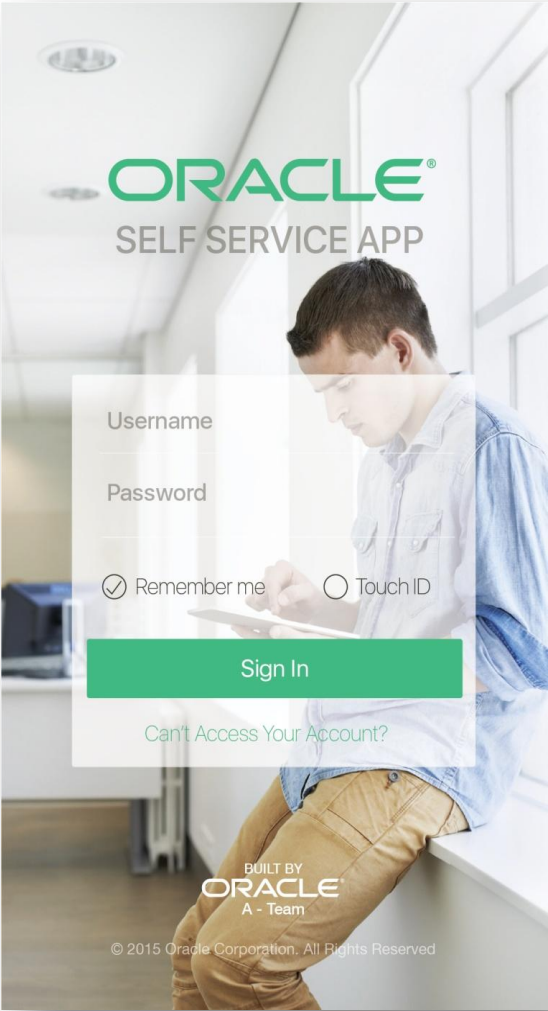 ORACLE®
SELF SERVICE APP
Username
Password
Remember me
Touch ID
Sign In
Can't Access Your Account?
BUILT BY
ORACLE®
A - Team
© 2015 Oracle Corporation. All Rights Reserved